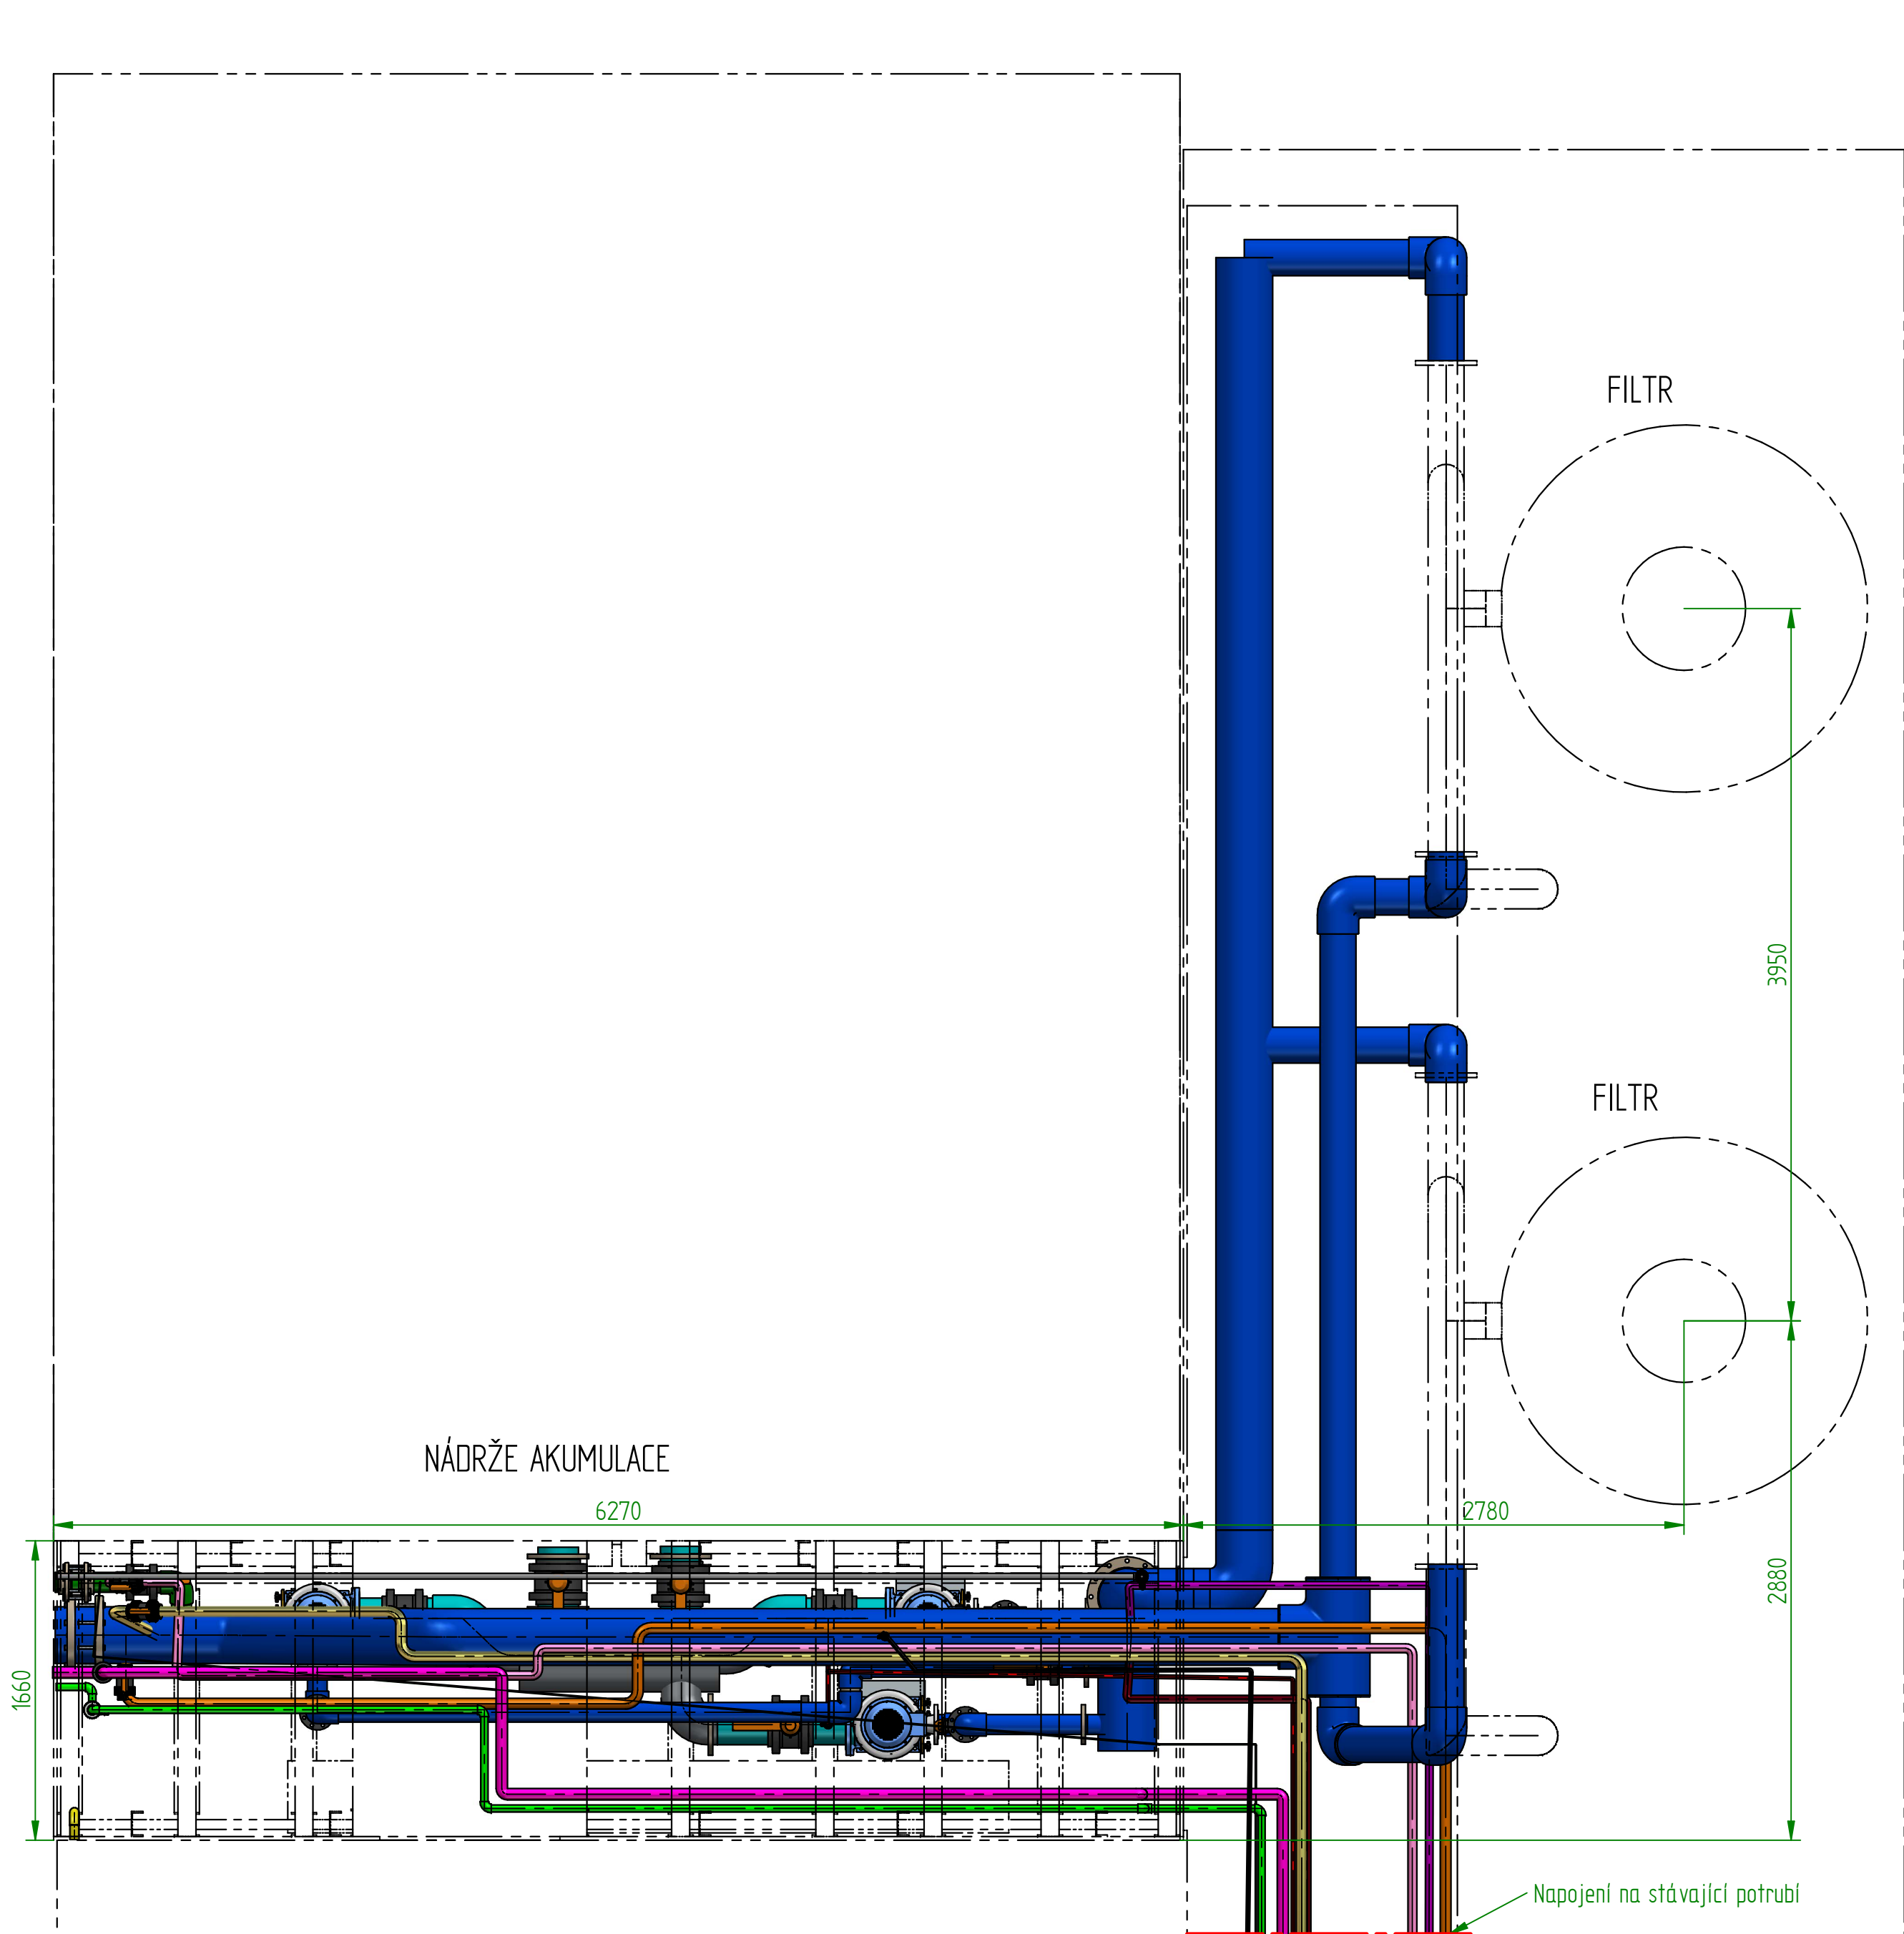 FILTR
3950
FILTR
NÁDRŽE AKUMULACE
6270
2780
2880
1660
Napojení na stávající potrubí